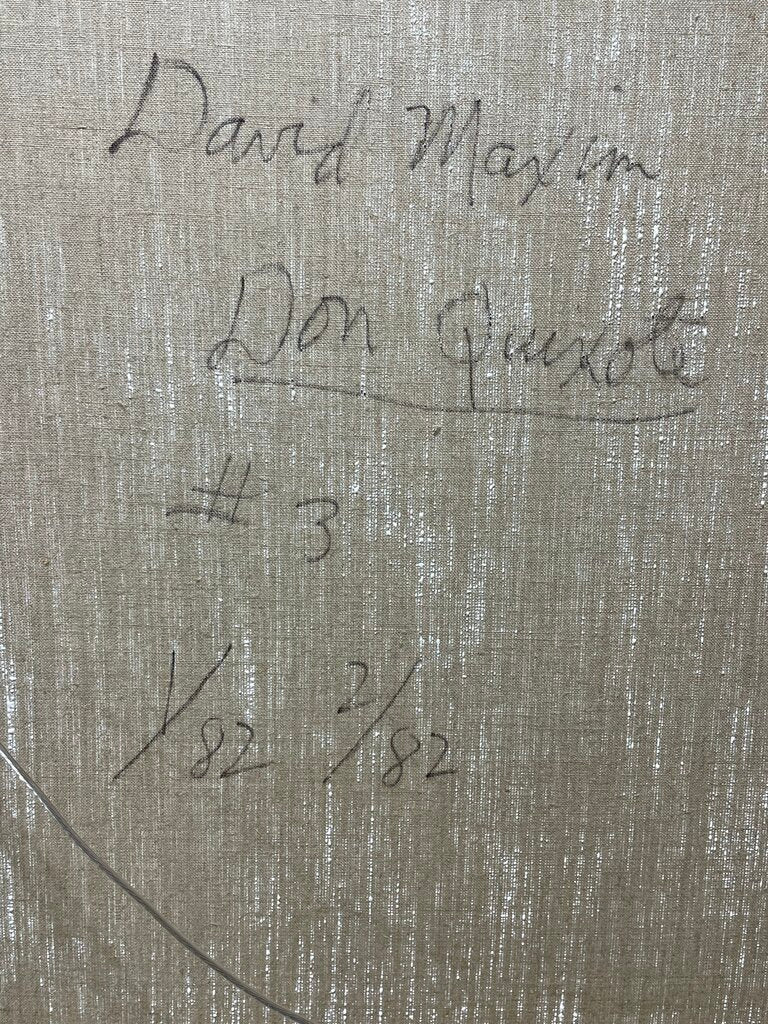 David Maxim
Don Quixote
# 3
1/82 2/82